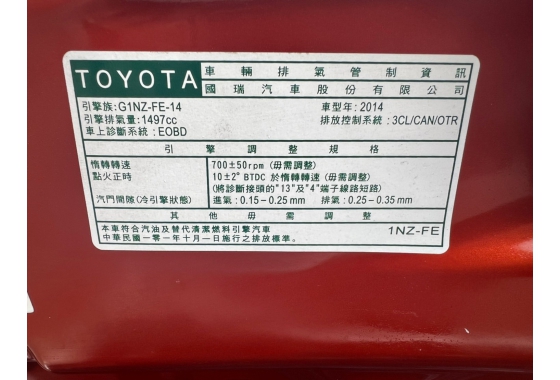 TOYOTA 車輛排氣管制資訊
國瑞汽車股份有限公司
引擎族:G1NZ-FE-14 車型年:2014
引擎排氣量:1497cc 排放控制系統:3CL/CAN/OTR
車上診斷系統:EOBD
引擎調整規格
惰轉轉速 700±50rpm (毋需調整)
點火正時 10±2° BTDC 於惰轉轉速 (毋需調整)
(將診斷接頭的"13"及"4"端子線路短路)
汽門間隙(冷引擎狀態) 進氣:0.15-0.25mm 排氣:0.25-0.35mm
其他毋需調整
本車符合汽油及替代清潔燃料引擎汽車
中華民國一零一年十月一日施行之排放標準。 1NZ-FE